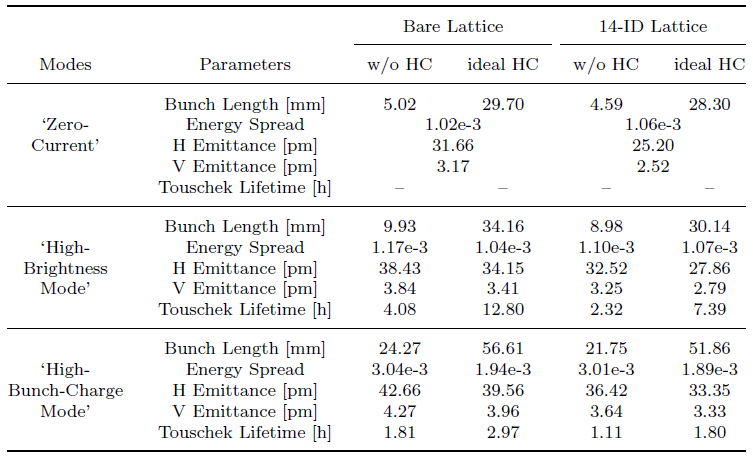 Bare Lattice 14-ID Lattice
Modes Parameters w/o HC ideal HC w/o HC ideal HC
Bunch Length [mm] 5.02 29.70 4.59 28.30
‘Zero- Energy Spread 1.02e-3 1.06e-3
Current’ H Emittance [pm] 31.66 25.20
V Emittance [pm] 3.17 2.52
Touschek Lifetime [h] – – – –
Bunch Length [mm] 9.93 34.16 8.98 30.14
‘High- Energy Spread 1.17e-3 1.04e-3 1.10e-3 1.07e-3
Brightness H Emittance [pm] 38.43 34.15 32.52 27.86
Mode’ V Emittance [pm] 3.84 3.41 3.25 2.79
Touschek Lifetime [h] 4.08 12.80 2.32 7.39
Bunch Length [mm] 24.27 56.61 21.75 51.86
‘High- Energy Spread 3.04e-3 1.94e-3 3.01e-3 1.89e-3
Bunch-Charge H Emittance [pm] 42.66 39.56 36.42 33.35
Mode’ V Emittance [pm] 4.27 3.96 3.64 3.33
Touschek Lifetime [h] 1.81 2.97 1.11 1.80